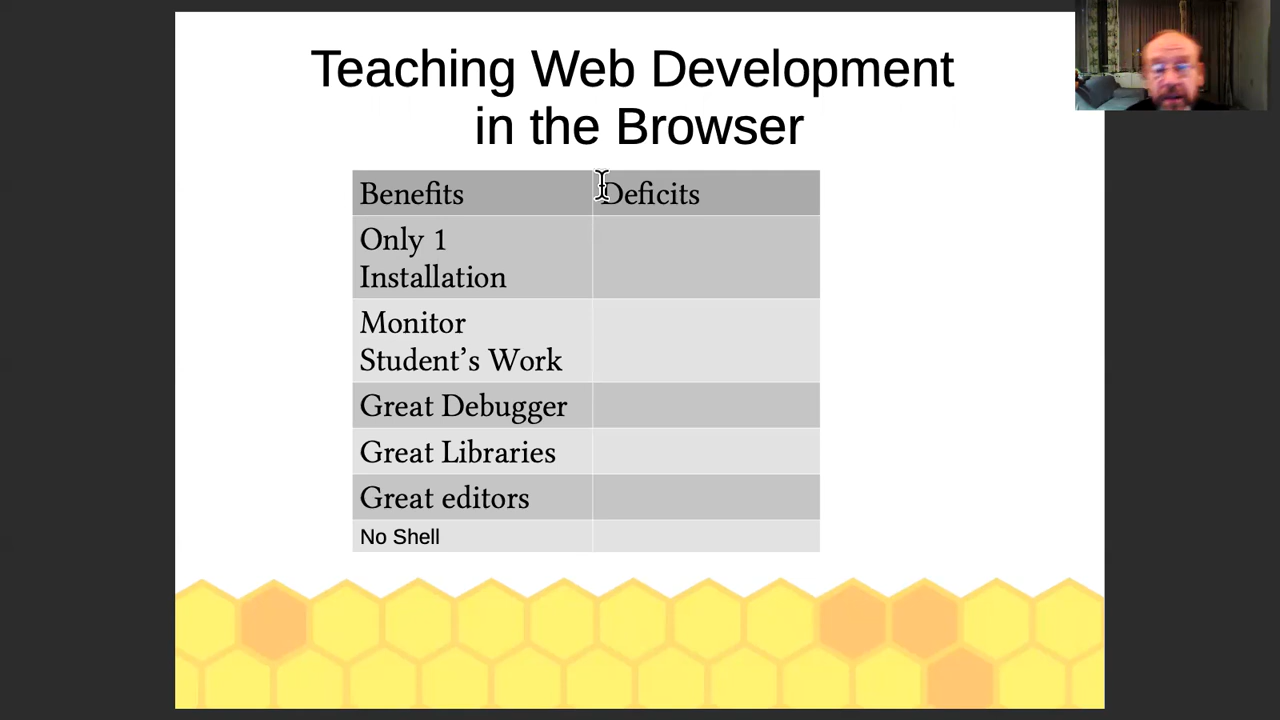 Teaching Web Development
in the Browser
Benefits
Deficits
Only 1
Installation
Monitor
Student’s Work
Great Debugger
Great Libraries
Great editors
No Shell